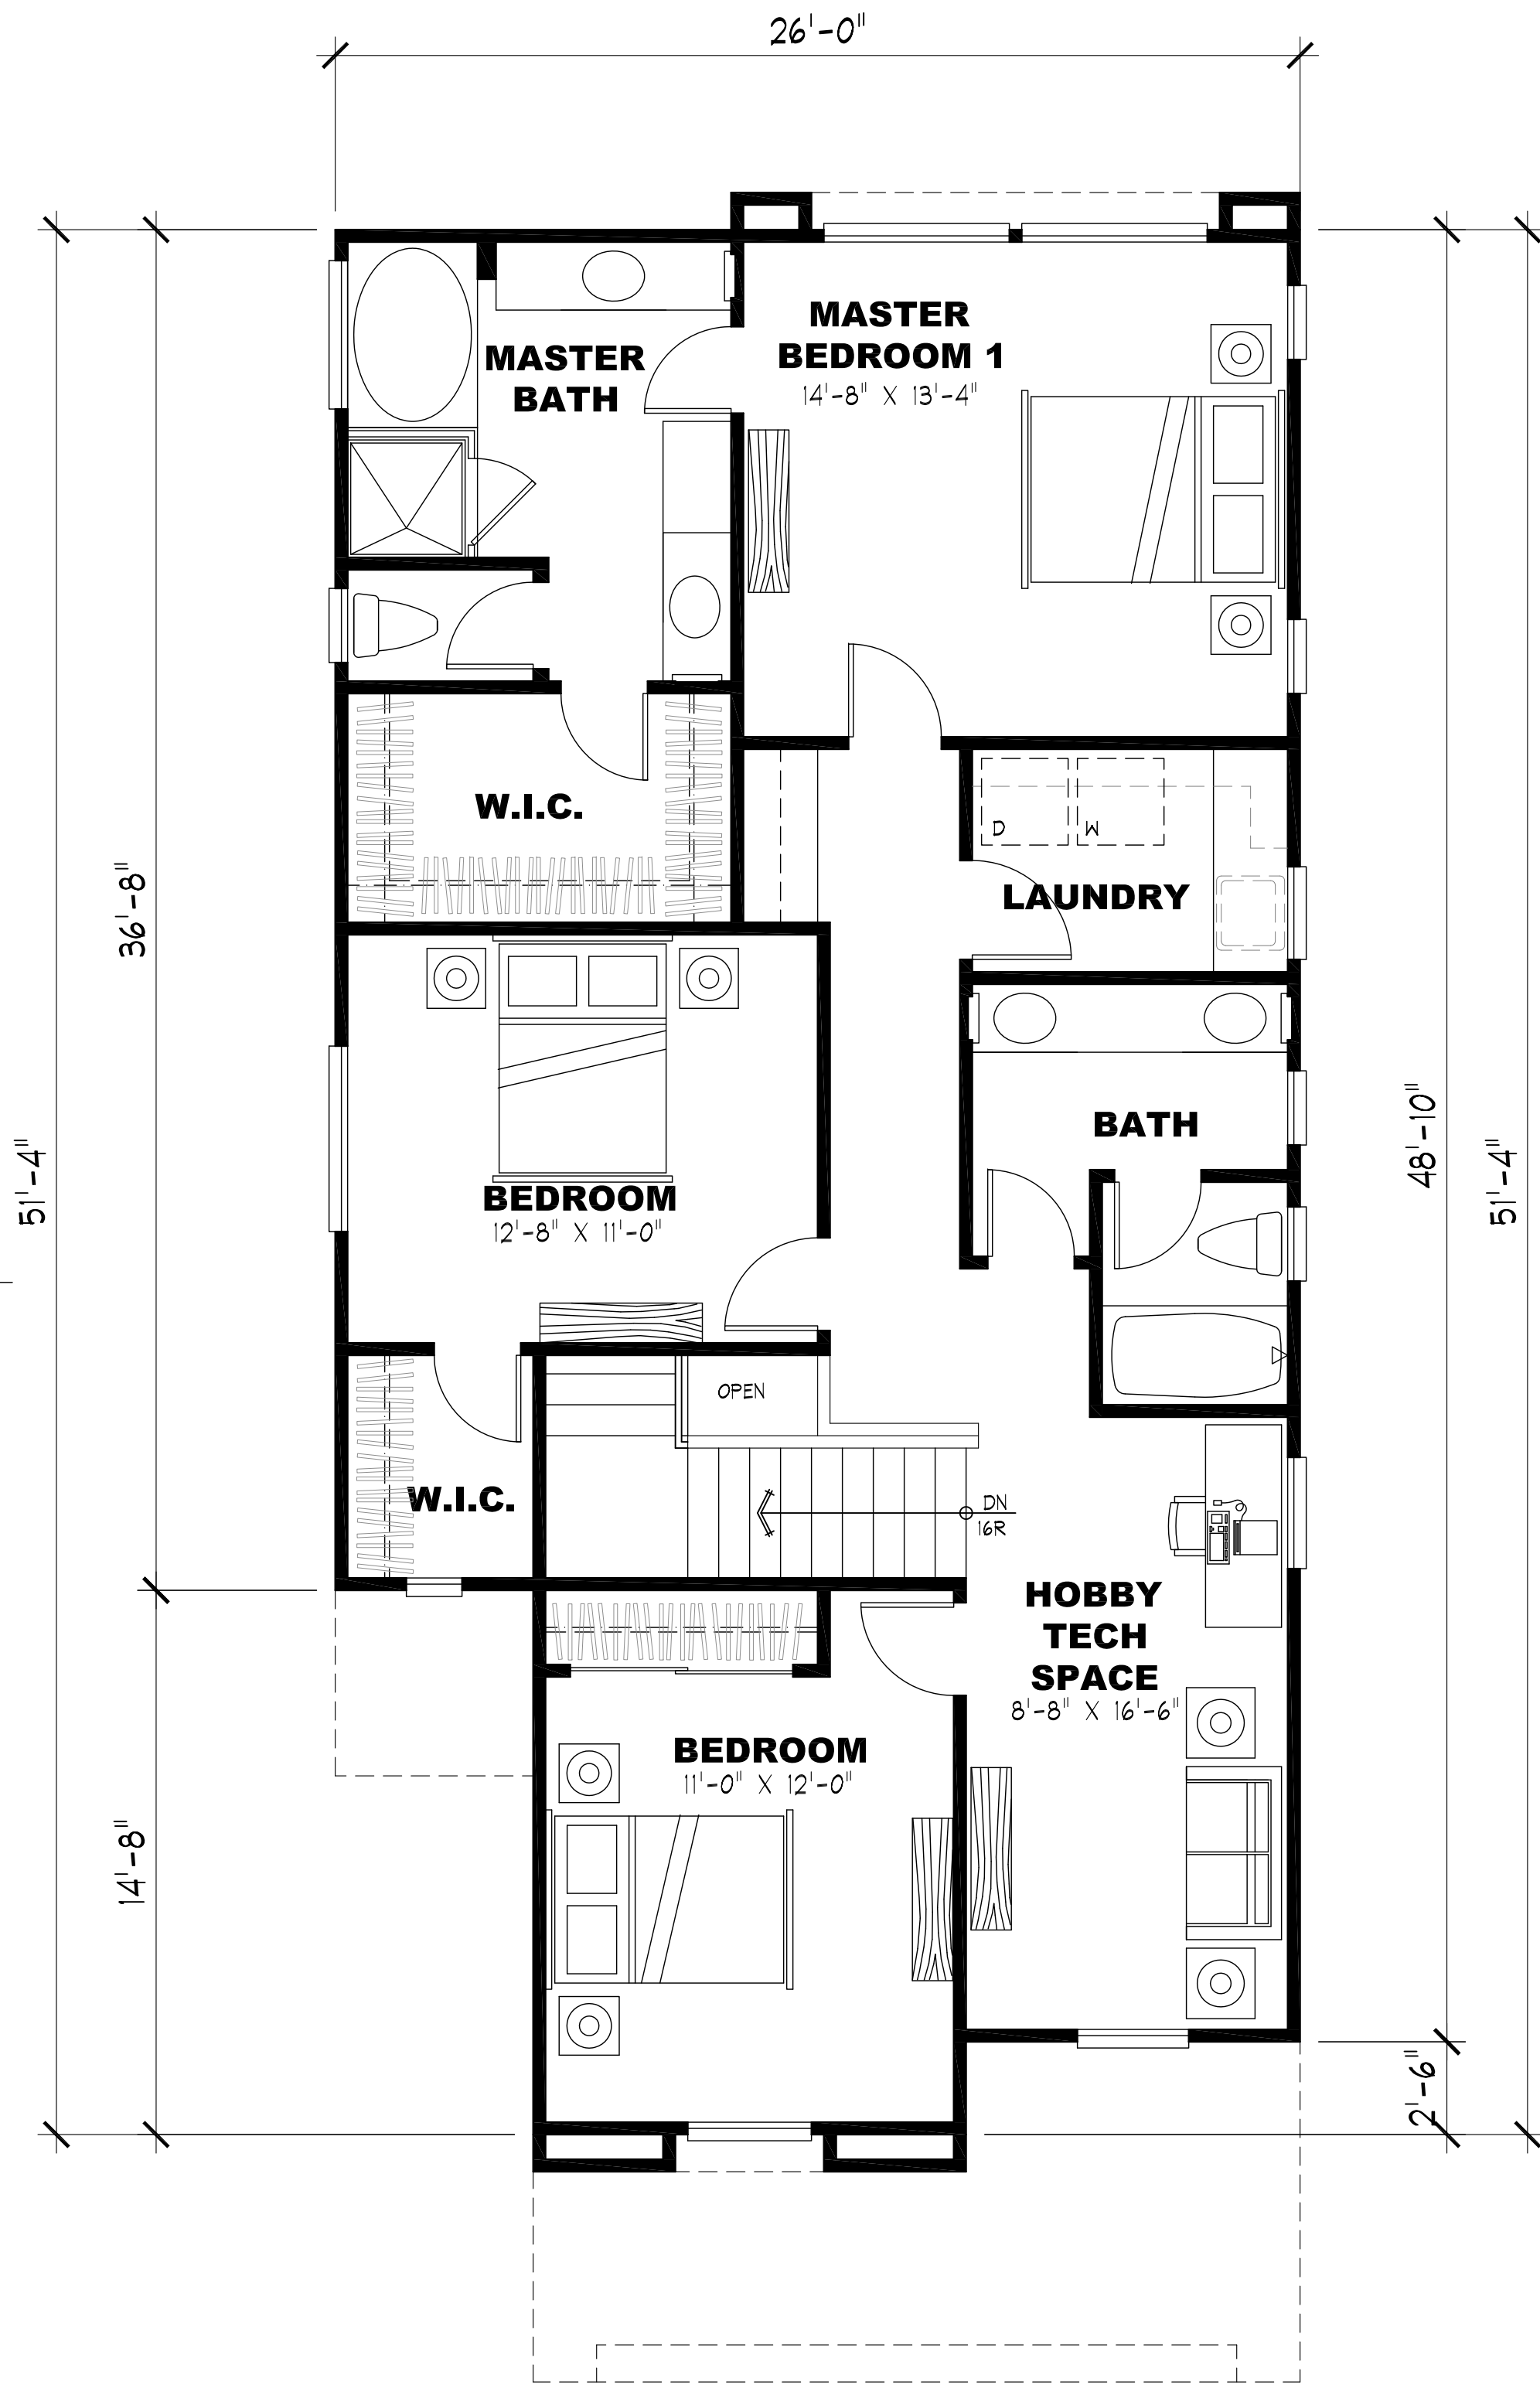 26'-0"
MASTER
BEDROOM 1
14'-8" X 13'-4"
MASTER
BATH
W.I.C.
D
W
LAUNDRY
36'-8"
51'-4"
48'-10"
51'-4"
BATH
BEDROOM
12'-8" X 11'-0"
OPEN
W.I.C.
DN
16R
HOBBY
TECH
SPACE
8'-8" X 16'-6"
BEDROOM
11'-0" X 12'-0"
14'-8"
2'-6"